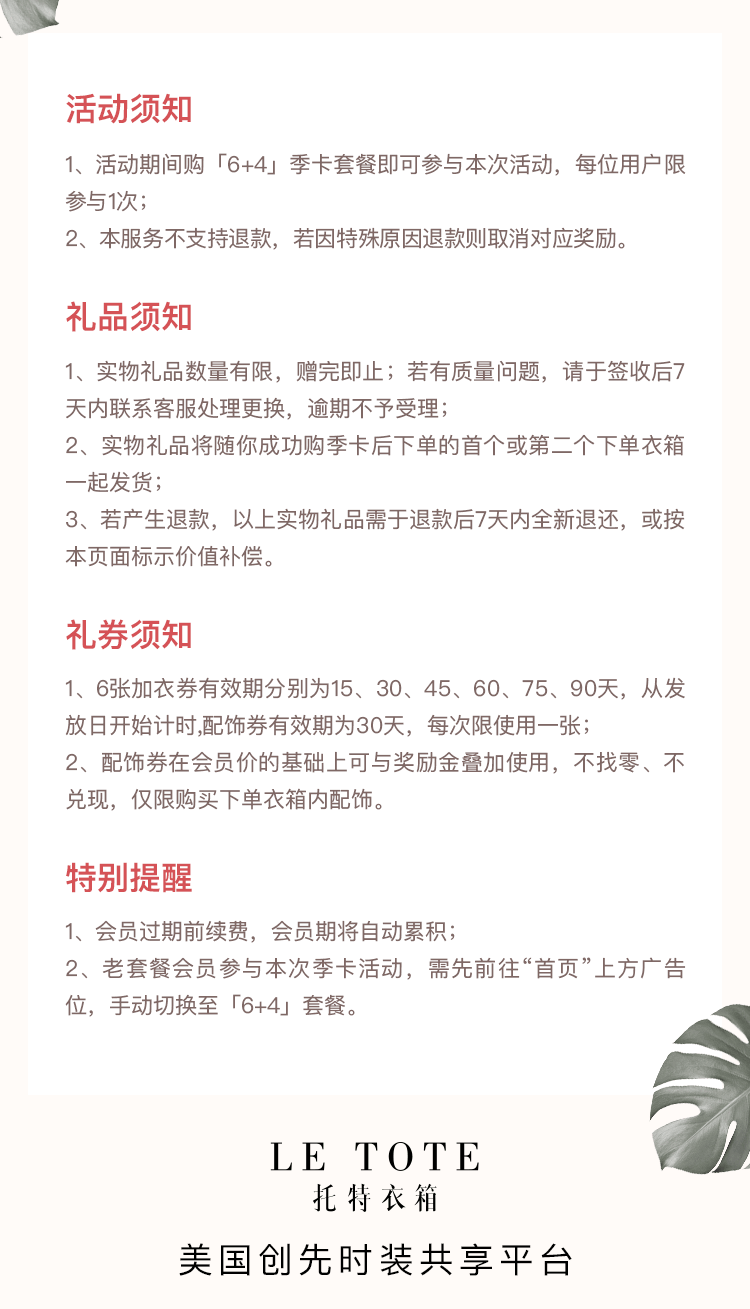 活动须知
1、活动期间购「6+4」季卡套餐即可参与本次活动，每位用户限
参与1次；
2、本服务不支持退款，若因特殊原因退款则取消对应奖励。
礼品须知
1、实物礼品数量有限，赠完即止；若有质量问题，请于签收后7
天内联系客服处理更换，逾期不予受理；
2、实物礼品将随你成功购季卡后下单的首个或第二个下单衣箱
一起发货；
3、若产生退款，以上实物礼品需于退款后7天内全新退还，或按
本页面标示价值补偿。
礼券须知
1、6张加衣券有效期分别为15、30、45、60、75、90天，从发
放日开始计时,配饰券有效期为30天，每次限使用一张；
2、配饰券在会员价的基础上可与奖励金叠加使用，不找零、不
兑现，仅限购买下单衣箱内配饰。
特别提醒
1、会员过期前续费，会员期将自动累积；
2、老套餐会员参与本次季卡活动，需先前往“首页”上方广告
位，手动切换至「6+4」套餐。
LE TOTE
托特衣箱
美国创先时装共享平台